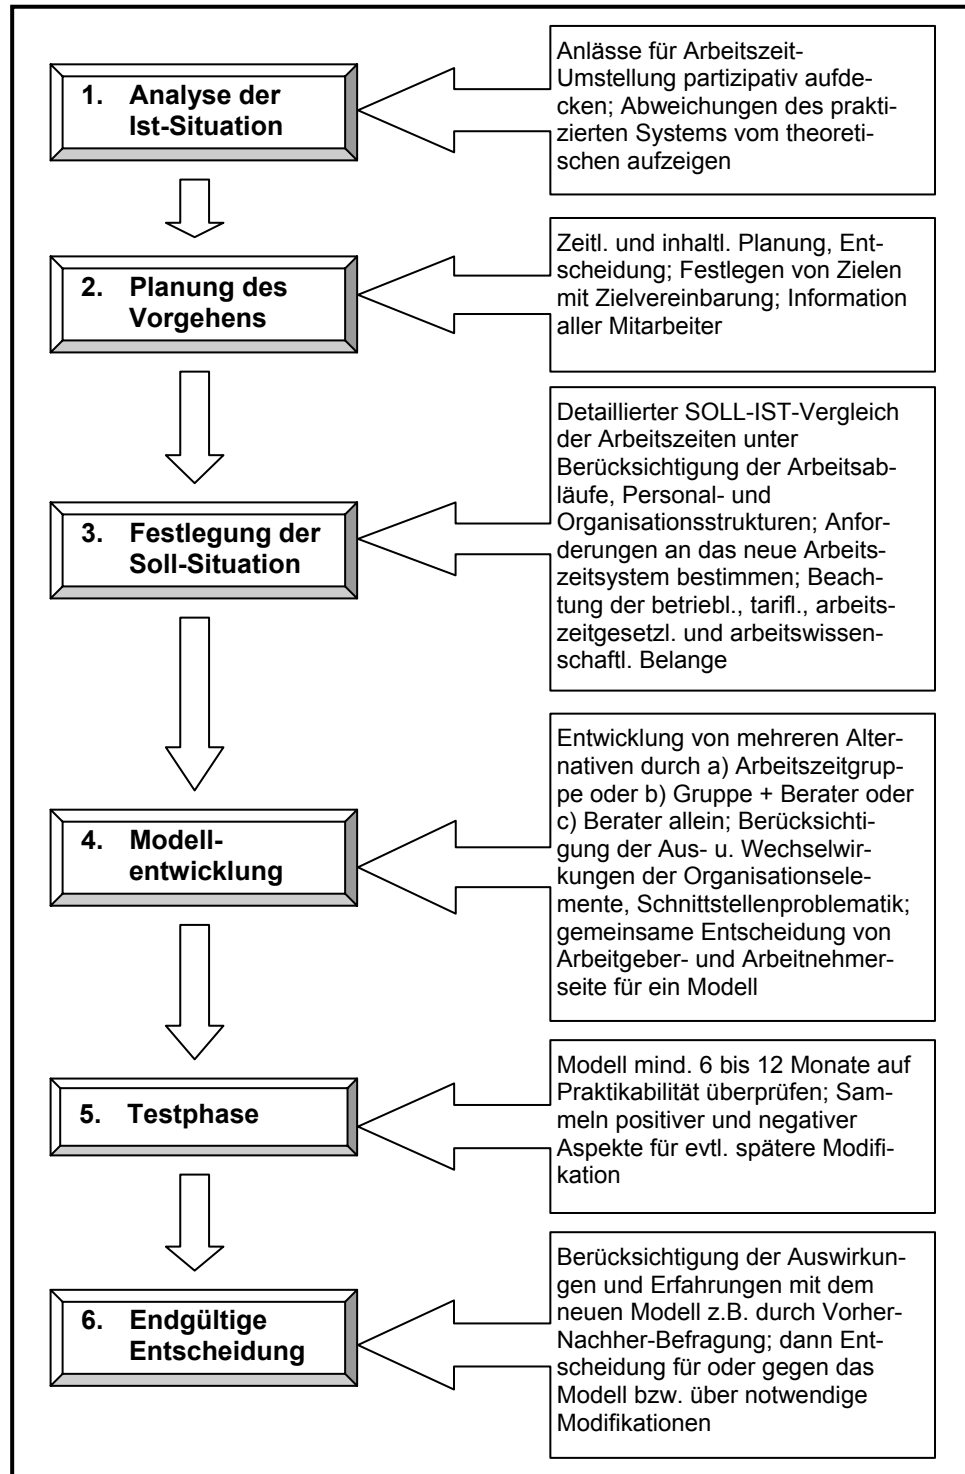 1. Analyse der
Ist-Situation
Anlässe für Arbeitszeit-
Umstellung partizipativ aufde-
cken; Abweichungen des prakti-
zierten Systems vom theoreti-
schen aufzeigen
2. Planung des
Vorgehens
Zeitl. und inhaltl. Planung, Ent-
scheidung; Festlegen von Zielen
mit Zielvereinbarung; Information
aller Mitarbeiter
3. Festlegung der
Soll-Situation
Detaillierter SOLL-IST-Vergleich
der Arbeitszeiten unter
Berücksichtigung der Arbeitsab-
läufe, Personal- und
Organisationsstrukturen; Anfor-
derungen an das neue Arbeits-
zeitsystem bestimmen; Beach-
tung der betriebl., tarifl., arbeits-
zeitgesetzl. und arbeitswissen-
schaftl. Belange
4. Modell-
entwicklung
Entwicklung von mehreren Alter-
nativen durch a) Arbeitszeitgrup-
pe oder b) Gruppe + Berater oder
c) Berater allein; Berücksichti-
gung der Aus- u. Wechselwir-
kungen der Organisationsele-
mente, Schnittstellenproblematik;
gemeinsame Entscheidung von
Arbeitgeber- und Arbeitnehmer-
seite für ein Modell
5. Testphase
Modell mind. 6 bis 12 Monate auf
Praktikabilität überprüfen; Sam-
meln positiver und negativer
Aspekte für evtl. spätere Modifi-
kation
6. Endgültige
Entscheidung
Berücksichtigung der Auswirkun-
gen und Erfahrungen mit dem
neuen Modell z.B. durch Vorher-
Nachher-Befragung; dann Ent-
scheidung für oder gegen das
Modell bzw. über notwendige
Modifikationen